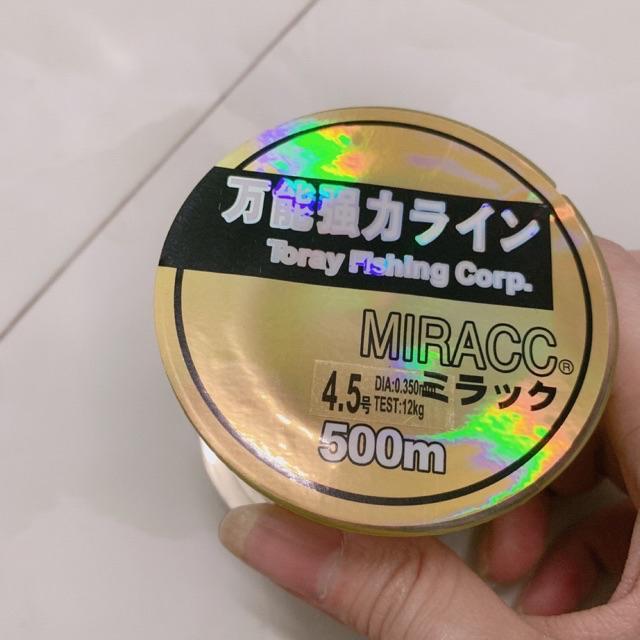 万能強力ライン
Toray Fishing Corp.
MIRACC®
ミラック
4.5号
DIA:0.350mm
TEST:12kg
500m